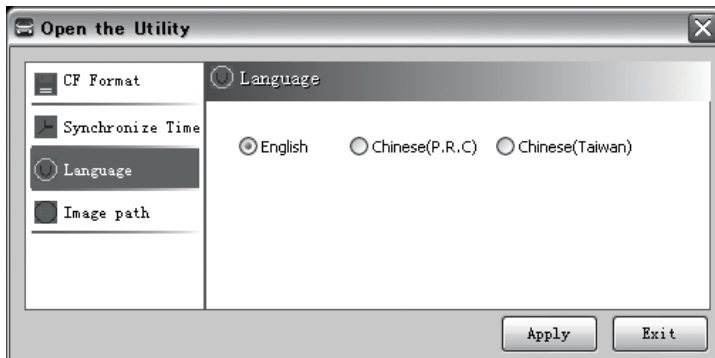 Open the Utility
CF Format
Synchronize Time
Language
Image path
Language
English Chinese(P.R.C) Chinese(Taiwan)
Apply Exit